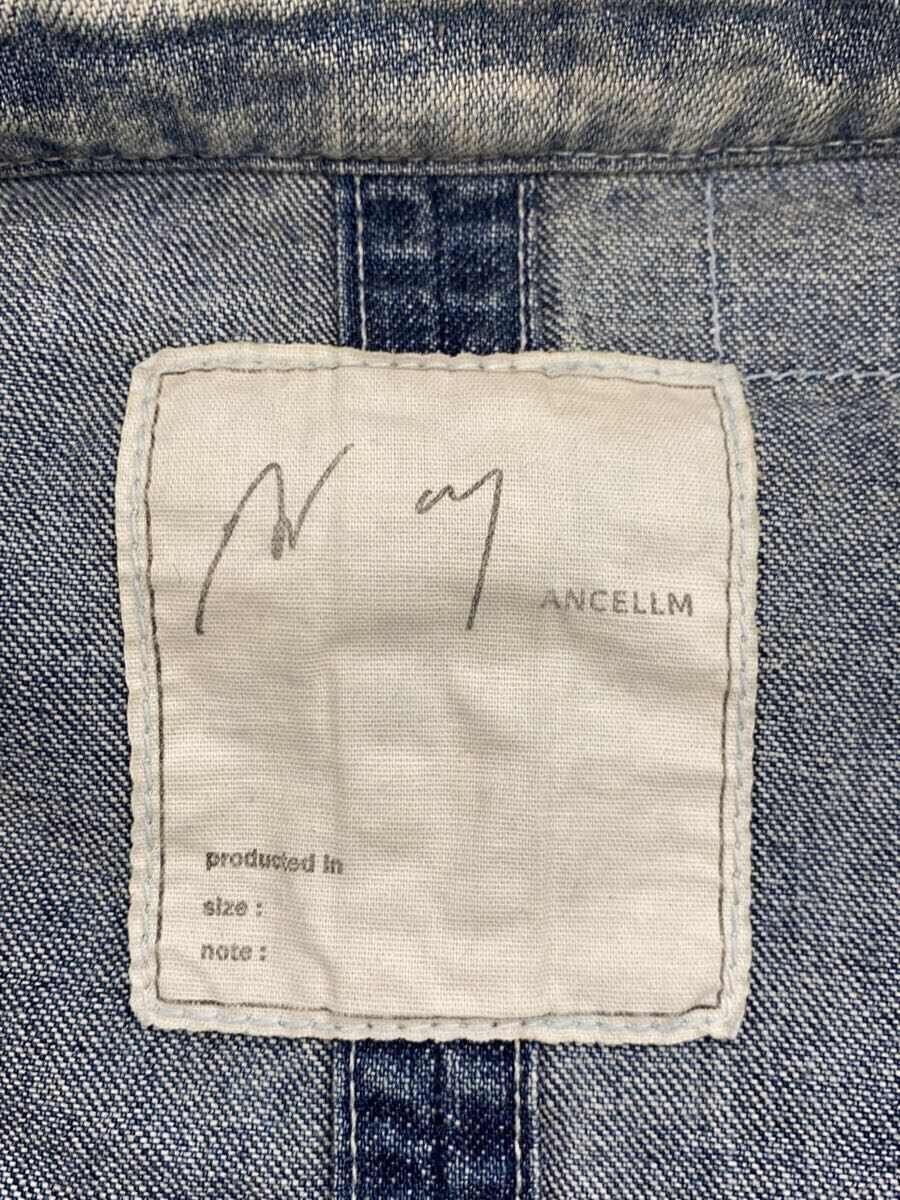 ANCELLM
producted in
size :
note :